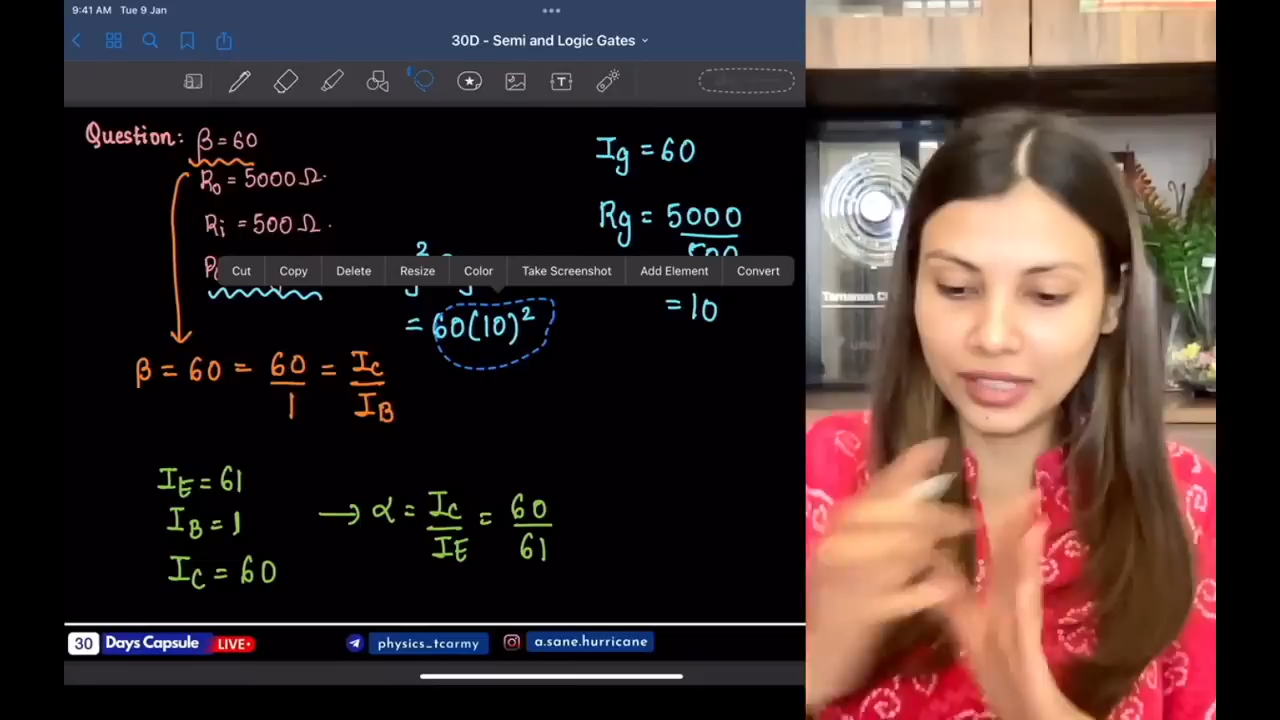 9:41 AM Tue 9 Jan
30D - Semi and Logic Gates
T
Question: β = 60
R₀ = 5000 Ω.
Ri = 500 Ω.
Ig = 60
Rg = 5000
= 10
Cut Copy Delete Resize Color Take Screenshot Add Element Convert
= 60(10)²
β = 60 = 60/1 = Ic/IB
IE = 61
IB = 1
Ic = 60
→ α = Ic/IE = 60/61
30 Days Capsule LIVE
physics_tcarmy
a.sane.hurricane